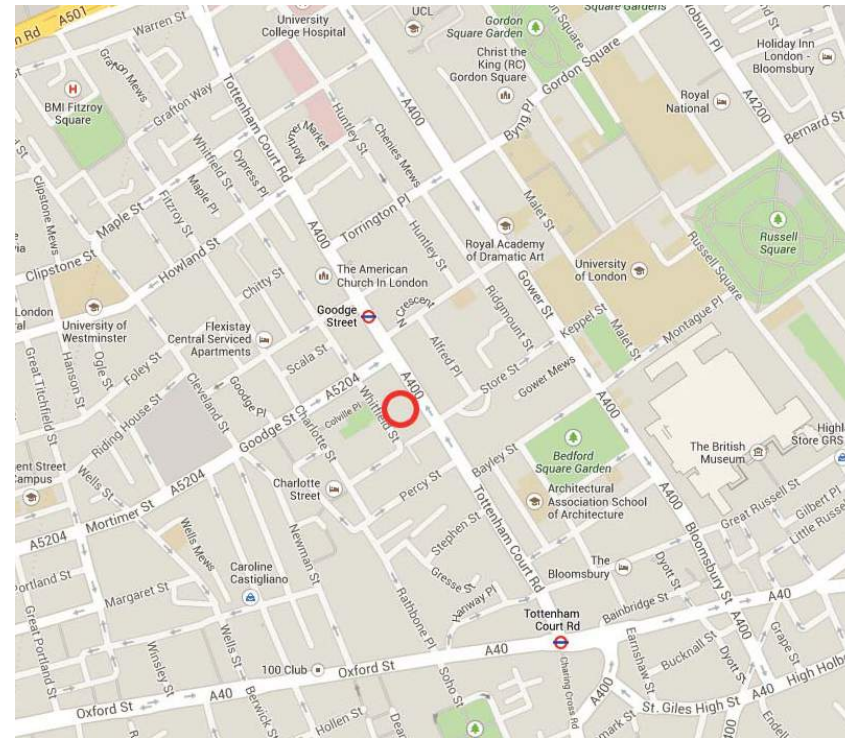 A501
Warren St
University
College Hospital
UCL
Gordon
Square Garden
Square Gardens
Christ the
King (RC)
Gordon Square
Gordon Square
Holiday Inn
London -
Bloomsbury
Royal
National
A4200
Bernard St
BMI Fitzroy
Square
Grafton Way
Whitfield St
Cypress Pl
Maple Pl
Fitzroy St
Tottenham Court Rd
Huntley St
Chenies Mews
A400
Byng Pl
Torrington Pl
Malet St
Clipstone Mews
Maple St
Clipstone St
Howland St
A400
Huntley St
Royal Academy
of Dramatic Art
University
of London
Russell
Square
Russell Square
Chitty St
The American
Church In London
Goodge
Street
N Crescent
Ridgmount St
Gower St
Keppel St
Malet St
Montague Pl
University of
Westminster
Flexistay
Central Serviced
Apartments
Alfred Pl
Store St
Gower Mews
Great Titchfield St
Hanson St
Ogle St
Foley St
Scala St
Goodge Pl
Cleveland St
Riding House St
Goodge St
A5204
Charlotte St
Colville Pl
Whitfield St
A400
A400
Bedford
Square Garden
The British
Museum
Store GRS
Wells St
A5204
Mortimer St
A5204
Charlotte
Street
Percy St
Bayley St
Architectural
Association School
of Architecture
A400
Great Russell St
Gilbert Pl
Wells Mews
Newman St
Stephen St
Gresse St
Tottenham Court Rd
Bloomsbury St
Caroline
Castigliano
Margaret St
Rathbone Pl
Hanway Pl
The
Bloomsbury
Dyott St
Bainbridge St
A40
Great Portland St
Winsley St
Wells St
Tottenham
Court Rd
A40
100 Club
Oxford St
Earnshaw St
Bucknall St
Dyott St
A400
Grape St
Oxford St
A40
Berwick St
Hollen St
Soho St
Charing Cross Rd
A400
St. Giles High St
A40